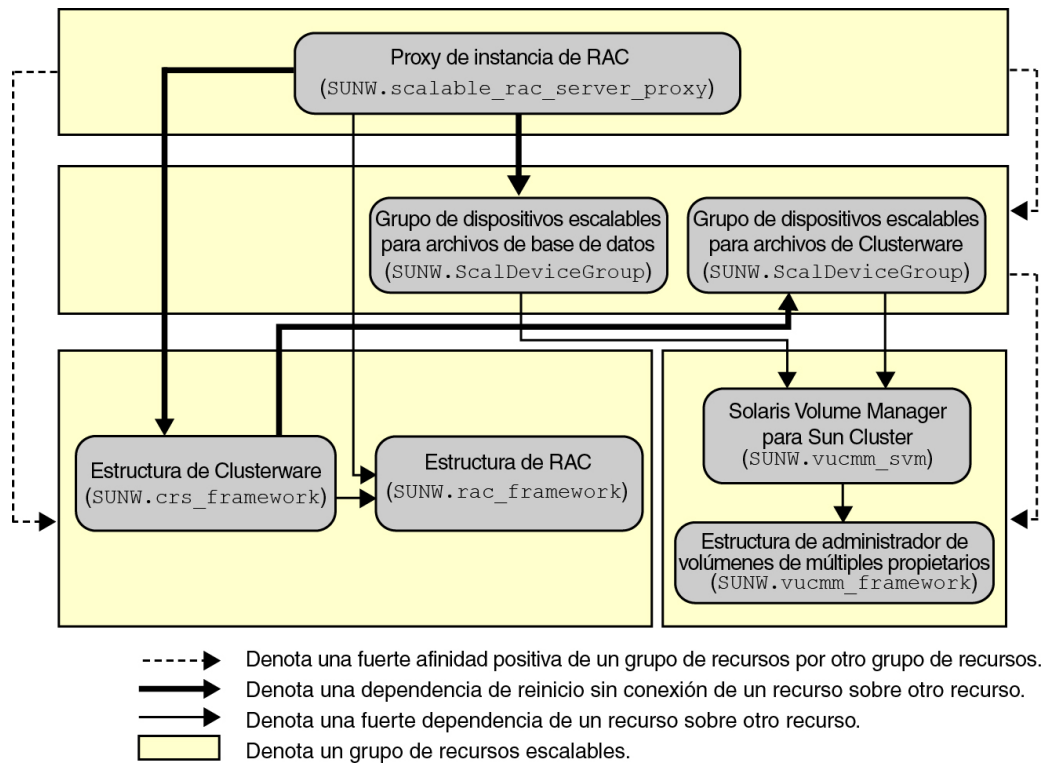 Proxy de instancia de RAC
(SUNW.scalable_rac_server_proxy)
Grupo de dispositivos escalables
para archivos de base de datos
(SUNW.ScalDeviceGroup)
Grupo de dispositivos escalables
para archivos de Clusterware
(SUNW.ScalDeviceGroup)
Estructura de Clusterware
(SUNW.crs_framework)
Estructura de RAC
(SUNW.rac_framework)
Solaris Volume Manager
para Sun Cluster
(SUNW.vucmm_svm)
Estructura de administrador de
volúmenes de múltiples propietarios
(SUNW.vucmm_framework)
Denota una fuerte afinidad positiva de un grupo de recursos por otro grupo de recursos.
Denota una dependencia de reinicio sin conexión de un recurso sobre otro recurso.
Denota una fuerte dependencia de un recurso sobre otro recurso.
Denota un grupo de recursos escalables.